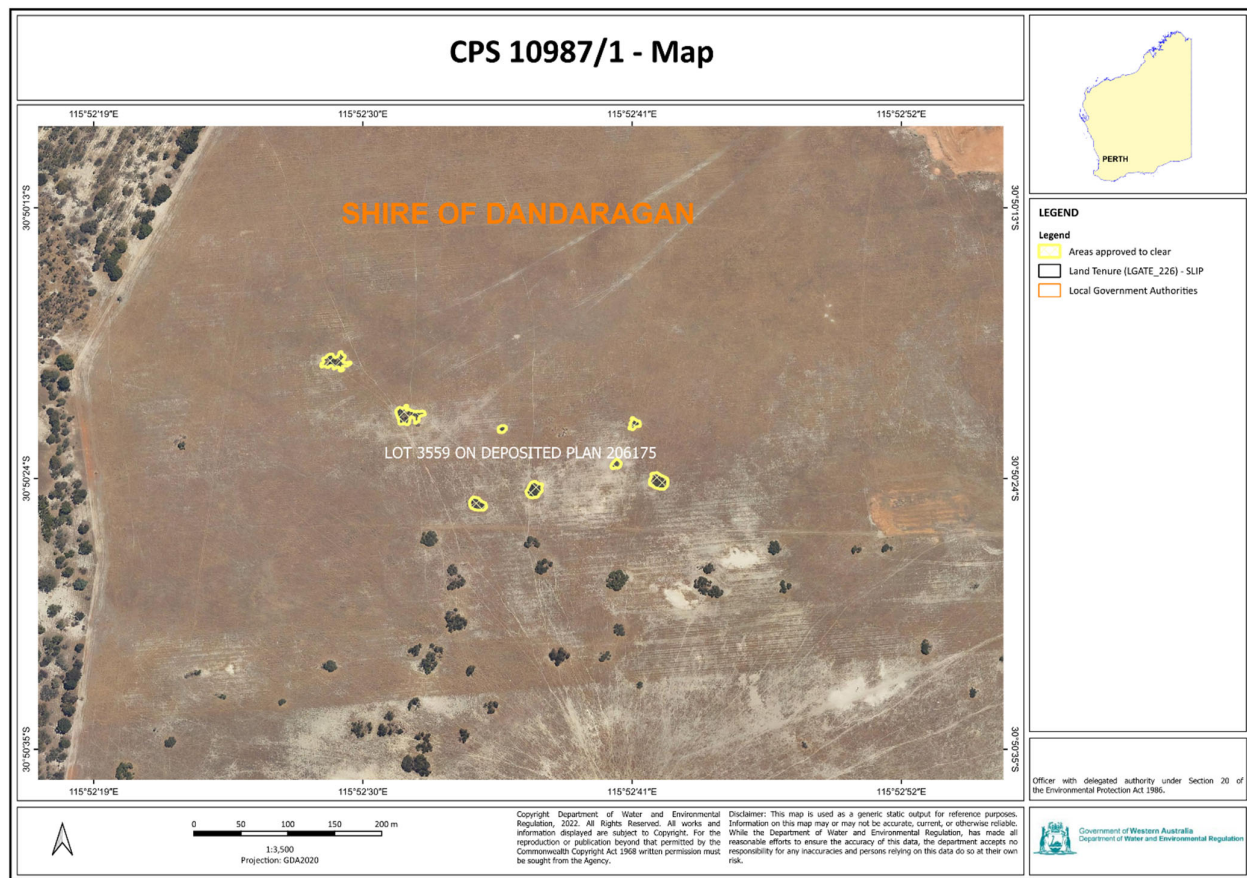 CPS 10987/1 - Map
115°52'19"E
115°52'30"E
115°52'41"E
115°52'52"E
30°50'13"S
30°50'13"S
SHIRE OF DANDARAGAN
LOT 3559 ON DEPOSITED PLAN 206175
30°50'24"S
30°50'24"S
30°50'35"S
30°50'35"S
115°52'19"E
115°52'30"E
115°52'41"E
115°52'52"E
PERTH
LEGEND
Legend
Areas approved to clear
Land Tenure (LGATE_226) - SLIP
Local Government Authorities
Officer with delegated authority under Section 20 of
the Environmental Protection Act 1986.
0 50 100 150 200 m
1:3,500
Projection: GDA2020
Copyright Department of Water and Environmental
Regulation, 2022. All Rights Reserved. All works and
information displayed are subject to Copyright. For the
reproduction or publication beyond that permitted by the
Commonwealth Copyright Act 1968 written permission must
be sought from the Agency.
Disclaimer: This map is used as a generic static output for reference purposes.
Information on this map may or may not be accurate, current, or otherwise reliable.
While the Department of Water and Environmental Regulation, has made all
reasonable efforts to ensure the accuracy of this data, the department accepts no
responsibility for any inaccuracies and persons relying on this data do so at their own
risk.
Government of Western Australia
Department of Water and Environmental Regulation